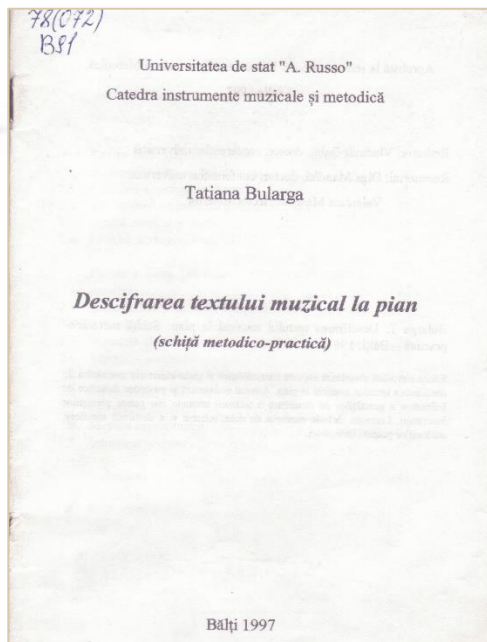 78(072)
B91
Universitatea de stat "A. Russo"
Catedra instrumente muzicale și metodică
Tatiana Bularga
Descifrarea textului muzical la pian
(schiță metodico-practică)
Bălți 1997